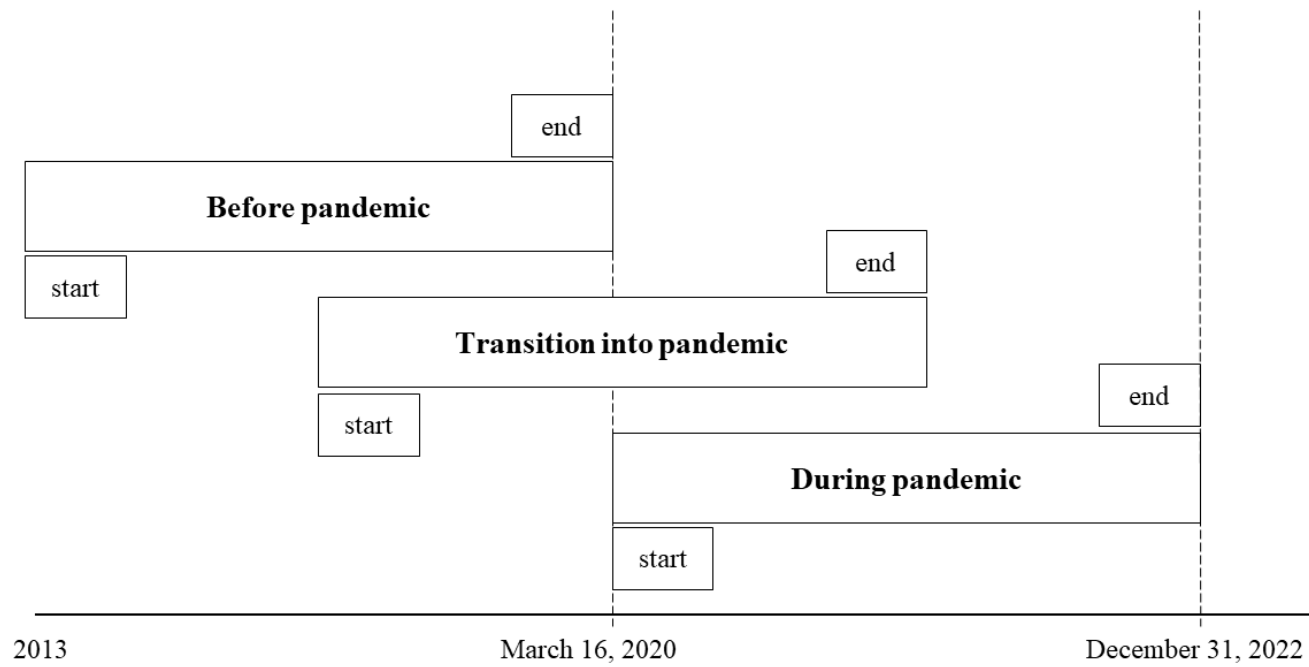 end
Before pandemic
start
end
Transition into pandemic
start
end
During pandemic
start
2013
March 16, 2020
December 31, 2022